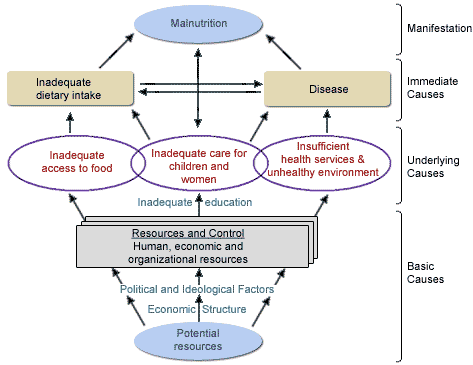 Malnutrition
Manifestation
Inadequate
dietary intake
Disease
Immediate
Causes
Inadequate
access to food
Inadequate care for
children and
women
Insufficient
health services &
unhealthy environment
Underlying
Causes
Inadequate education
Resources and Control
Human, economic and
organizational resources
Political and Ideological Factors
Economic Structure
Basic
Causes
Potential
resources